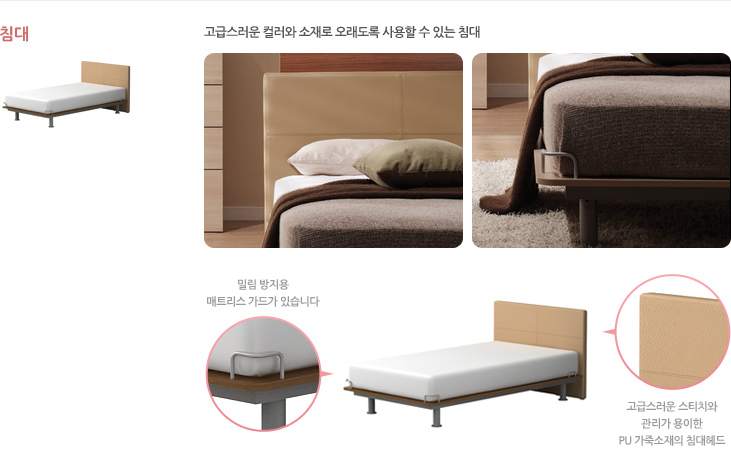 침대
고급스러운 컬러와 소재로 오래도록 사용할 수 있는 침대
밀림 방지용
매트리스 가드가 있습니다
고급스러운 스티치와
관리가 용이한
PU 가죽소재의 침대헤드